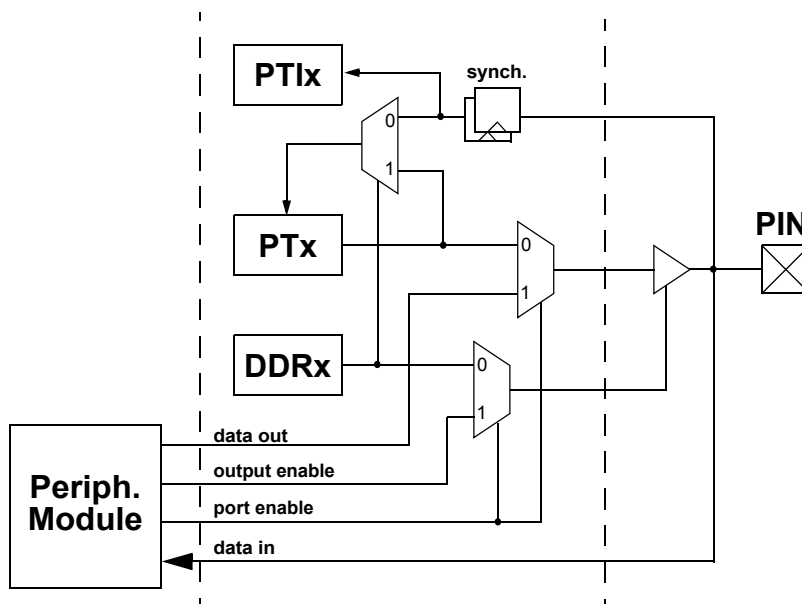 PTIx
synch.
0
1
PTx
PIN
0
1
DDRx
0
1
Periph.
Module
data out
output enable
port enable
data in